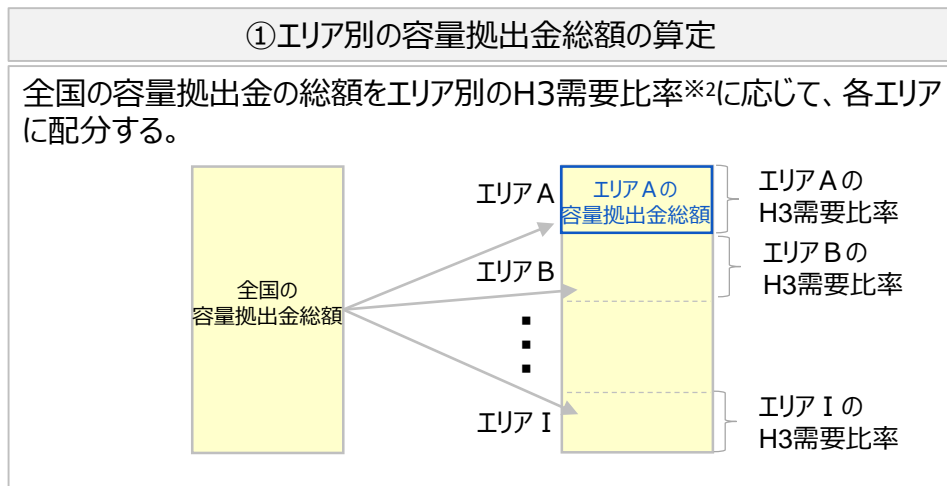 ①エリア別の容量拠出金総額の算定
全国の容量拠出金の総額をエリア別のH3需要比率※2に応じて、各エリア
に配分する。
全国の
容量拠出金総額
エリアA
エリアB
エリアI
エリアAの
容量拠出金総額
エリアAの
H3需要比率
エリアBの
H3需要比率
エリアIの
H3需要比率